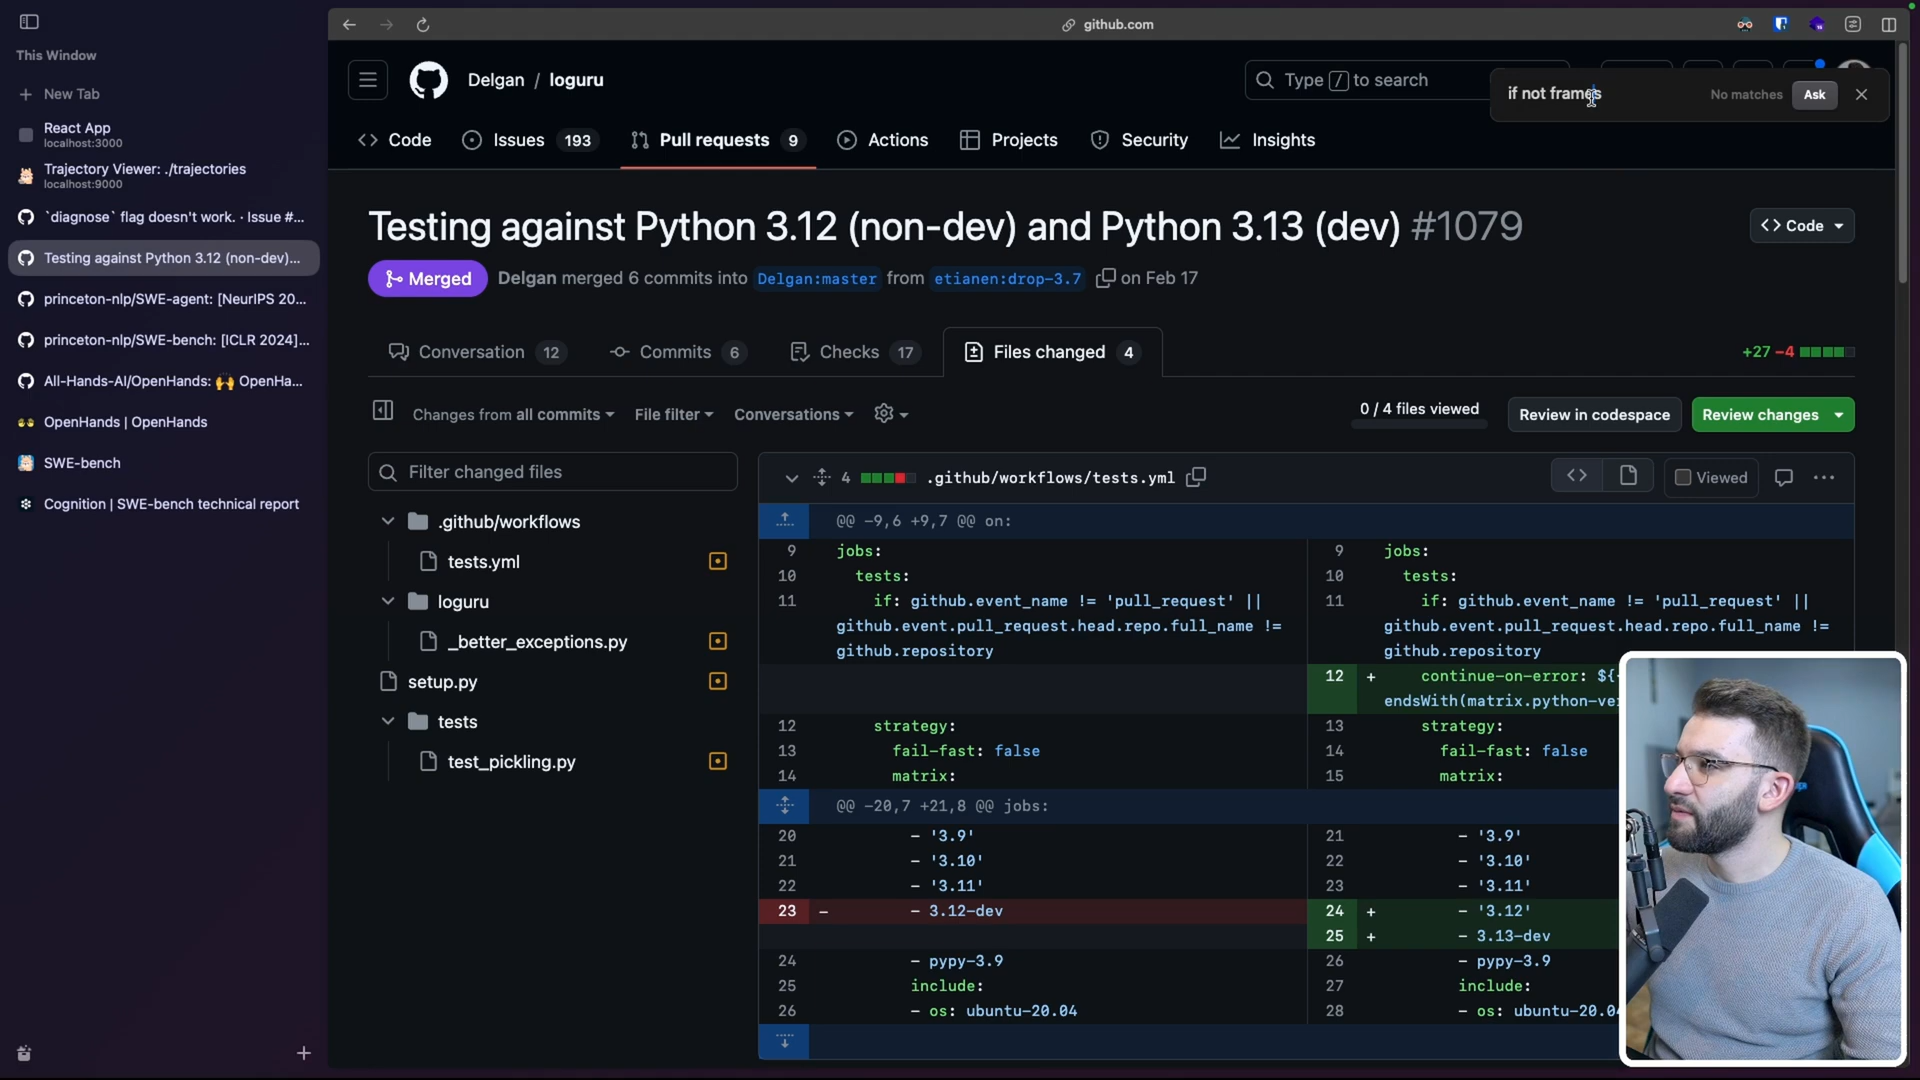 This Window
New Tab
React App
localhost:3000
Trajectory Viewer: ./trajectories
localhost:9000
`diagnose` flag doesn't work. · Issue #...
Testing against Python 3.12 (non-dev)...
princeton-nlp/SWE-agent: [NeurIPS 20...
princeton-nlp/SWE-bench: [ICLR 2024]...
All-Hands-AI/OpenHands: 🙌 OpenHa...
OpenHands | OpenHands
SWE-bench
Cognition | SWE-bench technical report
github.com
Delgan / loguru
Type / to search
if not frames
No matches
Ask
Code
Issues 193
Pull requests 9
Actions
Projects
Security
Insights
Testing against Python 3.12 (non-dev) and Python 3.13 (dev) #1079
<> Code
Merged
Delgan merged 6 commits into Delgan:master from etianen:drop-3.7 on Feb 17
Conversation 12
Commits 6
Checks 17
Files changed 4
+27 −4
Changes from all commits
File filter
Conversations
0 / 4 files viewed
Review in codespace
Review changes
Filter changed files
.github/workflows
tests.yml
loguru
_better_exceptions.py
setup.py
tests
test_pickling.py
4 .github/workflows/tests.yml
Viewed
@@ -9,6 +9,7 @@ on:
9 jobs:
10 tests:
11 if: github.event_name != 'pull_request' ||
github.event.pull_request.head.repo.full_name !=
github.repository
12 strategy:
13 fail-fast: false
14 matrix:
9 jobs:
10 tests:
11 if: github.event_name != 'pull_request' ||
github.event.pull_request.head.repo.full_name !=
github.repository
12 + continue-on-error: ${
endsWith(matrix.python-ve
13 strategy:
14 fail-fast: false
15 matrix:
@@ -20,7 +21,8 @@ jobs:
20 - '3.9'
21 - '3.10'
22 - '3.11'
23 - - 3.12-dev
24 - pypy-3.9
25 include:
26 - os: ubuntu-20.04
21 - '3.9'
22 - '3.10'
23 - '3.11'
24 + - '3.12'
25 + - 3.13-dev
26 - pypy-3.9
27 include:
28 - os: ubuntu-20.0